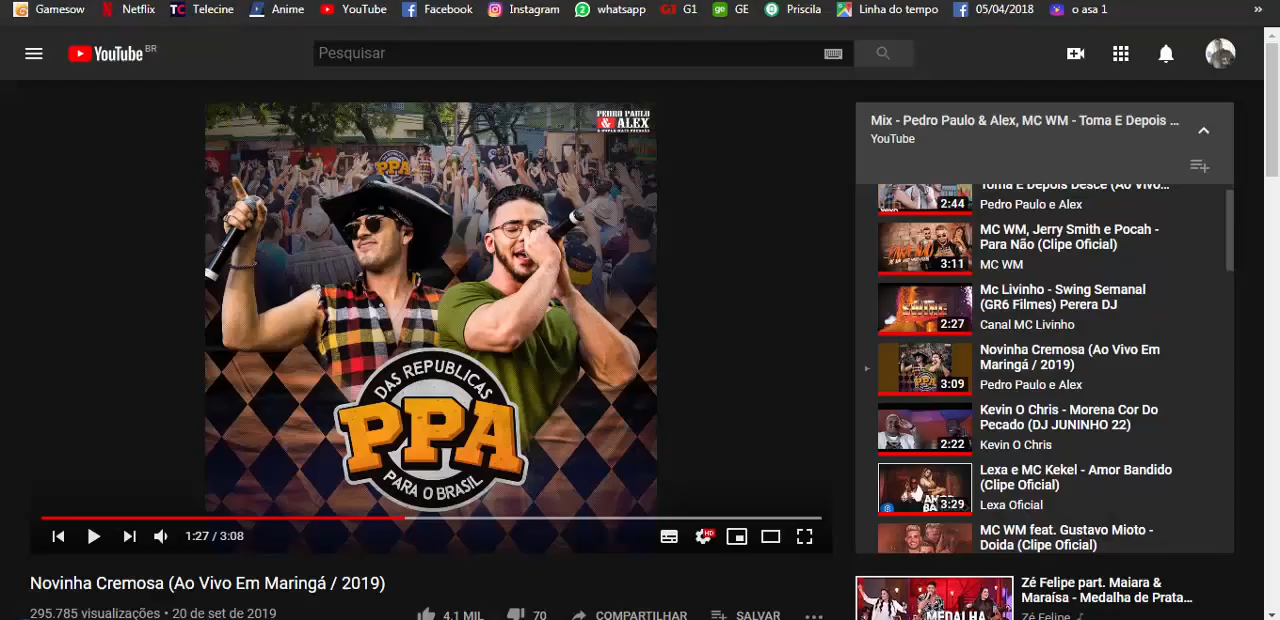 Gamesow Netflix Telecine Anime YouTube Facebook Instagram whatsapp G1 G1 GE Priscila Linha do tempo 05/04/2018 o asa 1 »
YouTube BR
Pesquisar
PEDRO PAULO
& ALEX
PPA
DAS REPUBLICAS
PPA
PARA O BRASIL
1:27 / 3:08
HD
Novinha Cremosa (Ao Vivo Em Maringá / 2019)
295.785 visualizações • 20 de set de 2019
4,1 MIL 70 COMPARTILHAR SALVAR
Mix - Pedro Paulo & Alex, MC WM - Toma E Depois ...
YouTube
Toma E Depois Desce (Ao Vivo...
2:44
Pedro Paulo e Alex
MC WM, Jerry Smith e Pocah -
Para Não (Clipe Oficial)
3:11
MC WM
Mc Livinho - Swing Semanal
(GR6 Filmes) Perera DJ
SWING
2:27
Canal MC Livinho
Novinha Cremosa (Ao Vivo Em
Maringá / 2019)
PPA
3:09
Pedro Paulo e Alex
Kevin O Chris - Morena Cor Do
Pecado (DJ JUNINHO 22)
2:22
Kevin O Chris
Lexa e MC Kekel - Amor Bandido
(Clipe Oficial)
3:29
Lexa Oficial
MC WM feat. Gustavo Mioto -
Doida (Clipe Oficial)
Zé Felipe part. Maiara &
Maraísa - Medalha de Prata...
MEDALHA
Zé Felipe